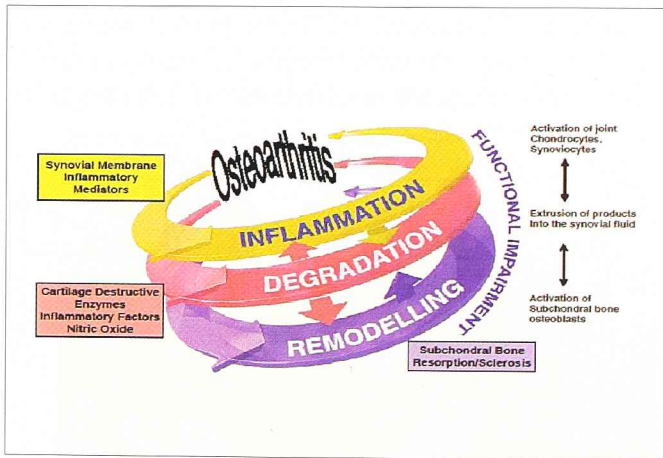 Osteoarthritis
Synovial Membrane
Inflammatory
Mediators
INFLAMMATION
DEGRADATION
REMODELLING
FUNCTIONAL IMPAIRMENT
Cartilage Destructive
Enzymes
Inflammatory Factors
Nitric Oxide
Subchondral Bone
Resorption/Sclerosis
Activation of joint
Chondrocytes,
Synoviocytes
Extrusion of products
Into the synovial fluid
Activation of
Subchondral bone
osteoblasts